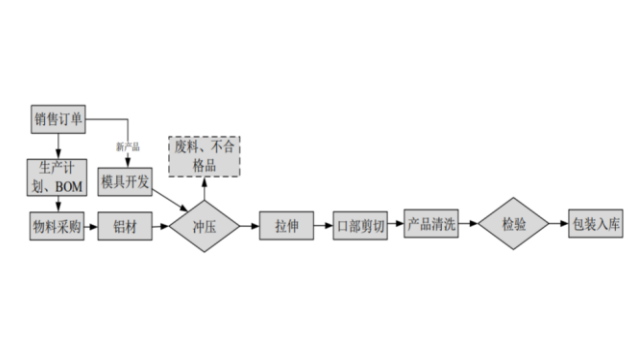 销售订单
新产品
生产计
划、BOM
模具开发
废料、不合
格品
物料采购
铝材
冲压
拉伸
口部剪切
产品清洗
检验
包装入库